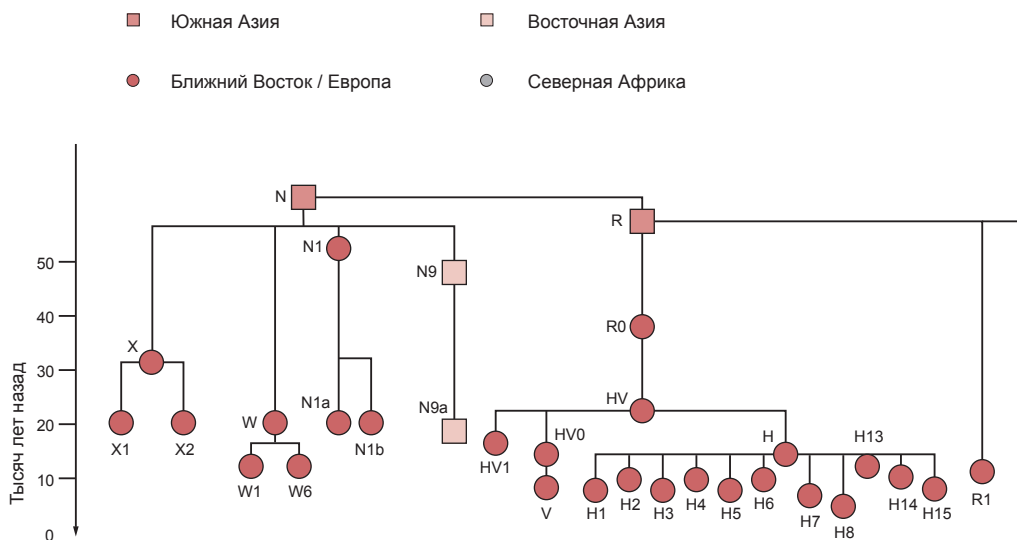 Южная Азия
Восточная Азия
Ближний Восток / Европа
Северная Африка
N
R
N1
50
N9
40
R0
X
30
Тысяч лет назад
HV
N1a
N9a
20
W
HV0
H
H13
X1
X2
N1b
HV1
10
W1
W6
V
H1
H2
H3
H4
H5
H6
H7
H8
H14
H15
R1
0